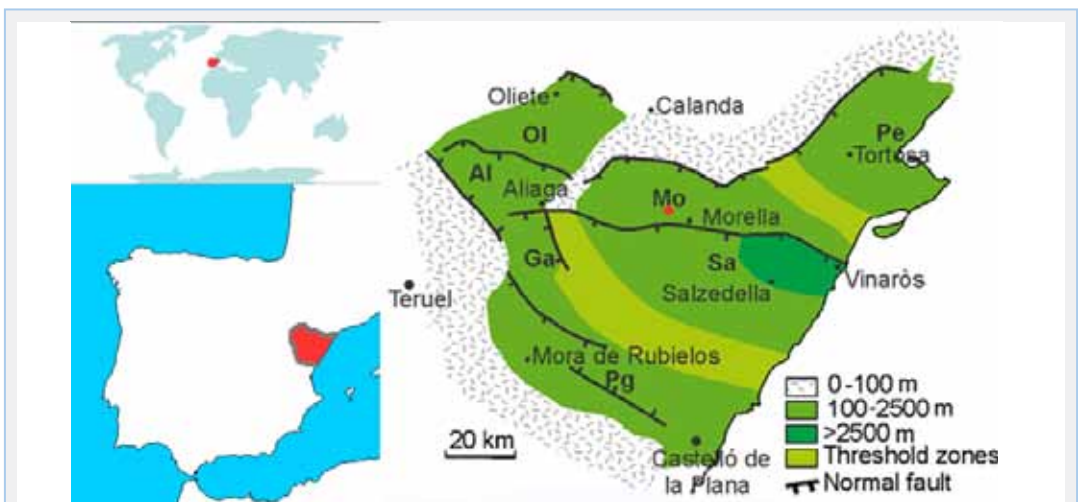 Oliete
Calanda
Ol
Pe
Tortosa
Al
Aliaga
Mo
Morella
Ga
Sa
Salzedella
Vinaròs
Teruel
Mora de Rubielos
Pg
20 km
Castelló de
la Plana
0-100 m
100-2500 m
>2500 m
Threshold zones
Normal fault